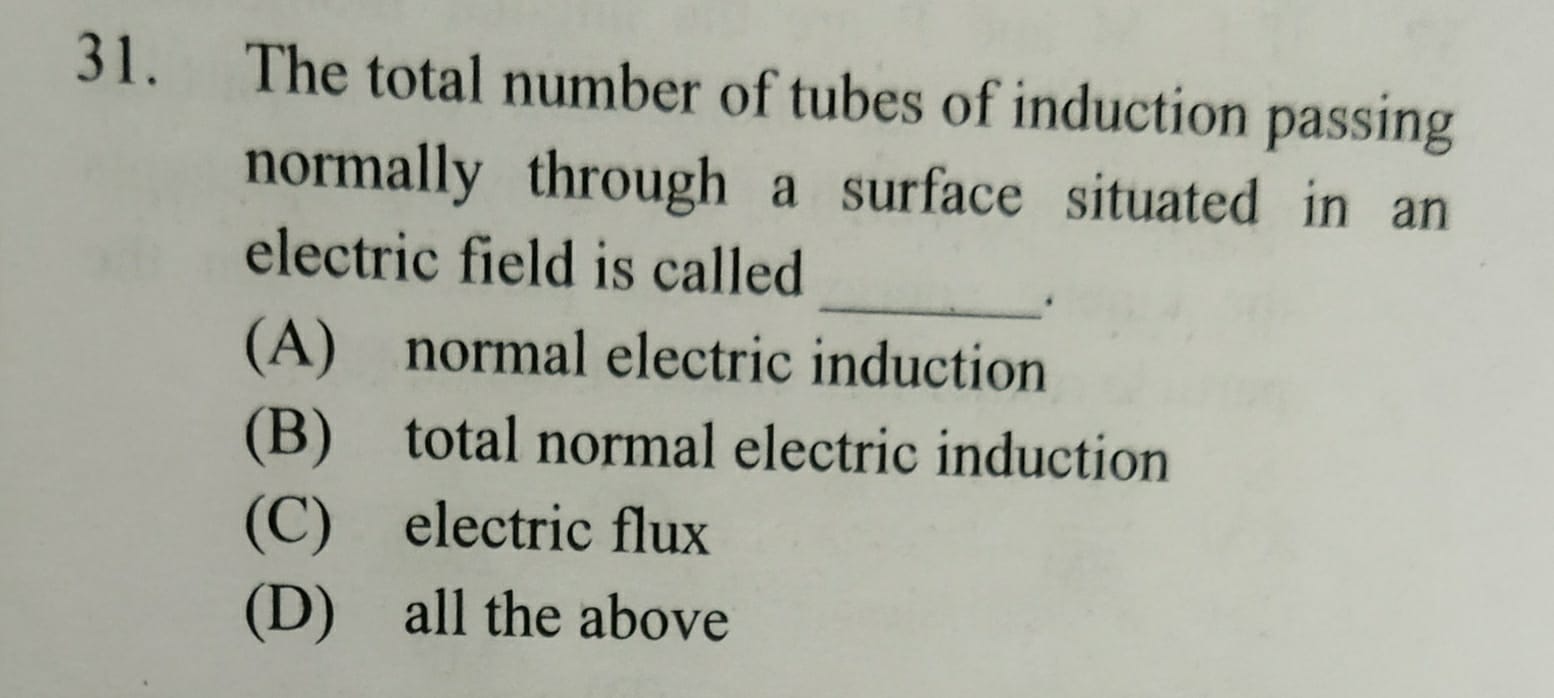 31. The total number of tubes of induction passing
normally through a surface situated in an
electric field is called ________.
(A) normal electric induction
(B) total normal electric induction
(C) electric flux
(D) all the above